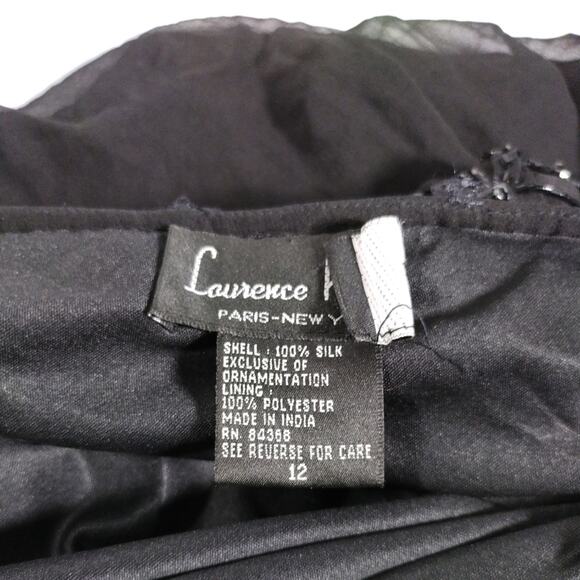 Laurence
PARIS-NEW Y
SHELL : 100% SILK
EXCLUSIVE OF
ORNAMENTATION
LINING :
100% POLYESTER
MADE IN INDIA
RN. 84368
SEE REVERSE FOR CARE
12